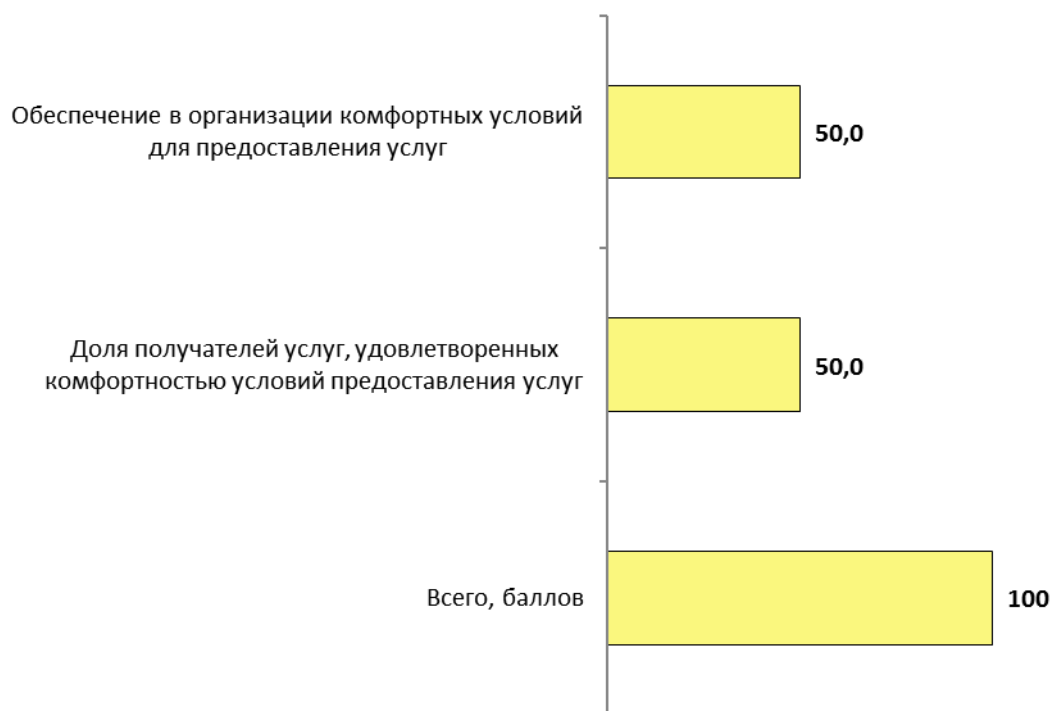 Обеспечение в организации комфортных условий
для предоставления услуг
50,0
Доля получателей услуг, удовлетворенных
комфортностью условий предоставления услуг
50,0
Всего, баллов
100